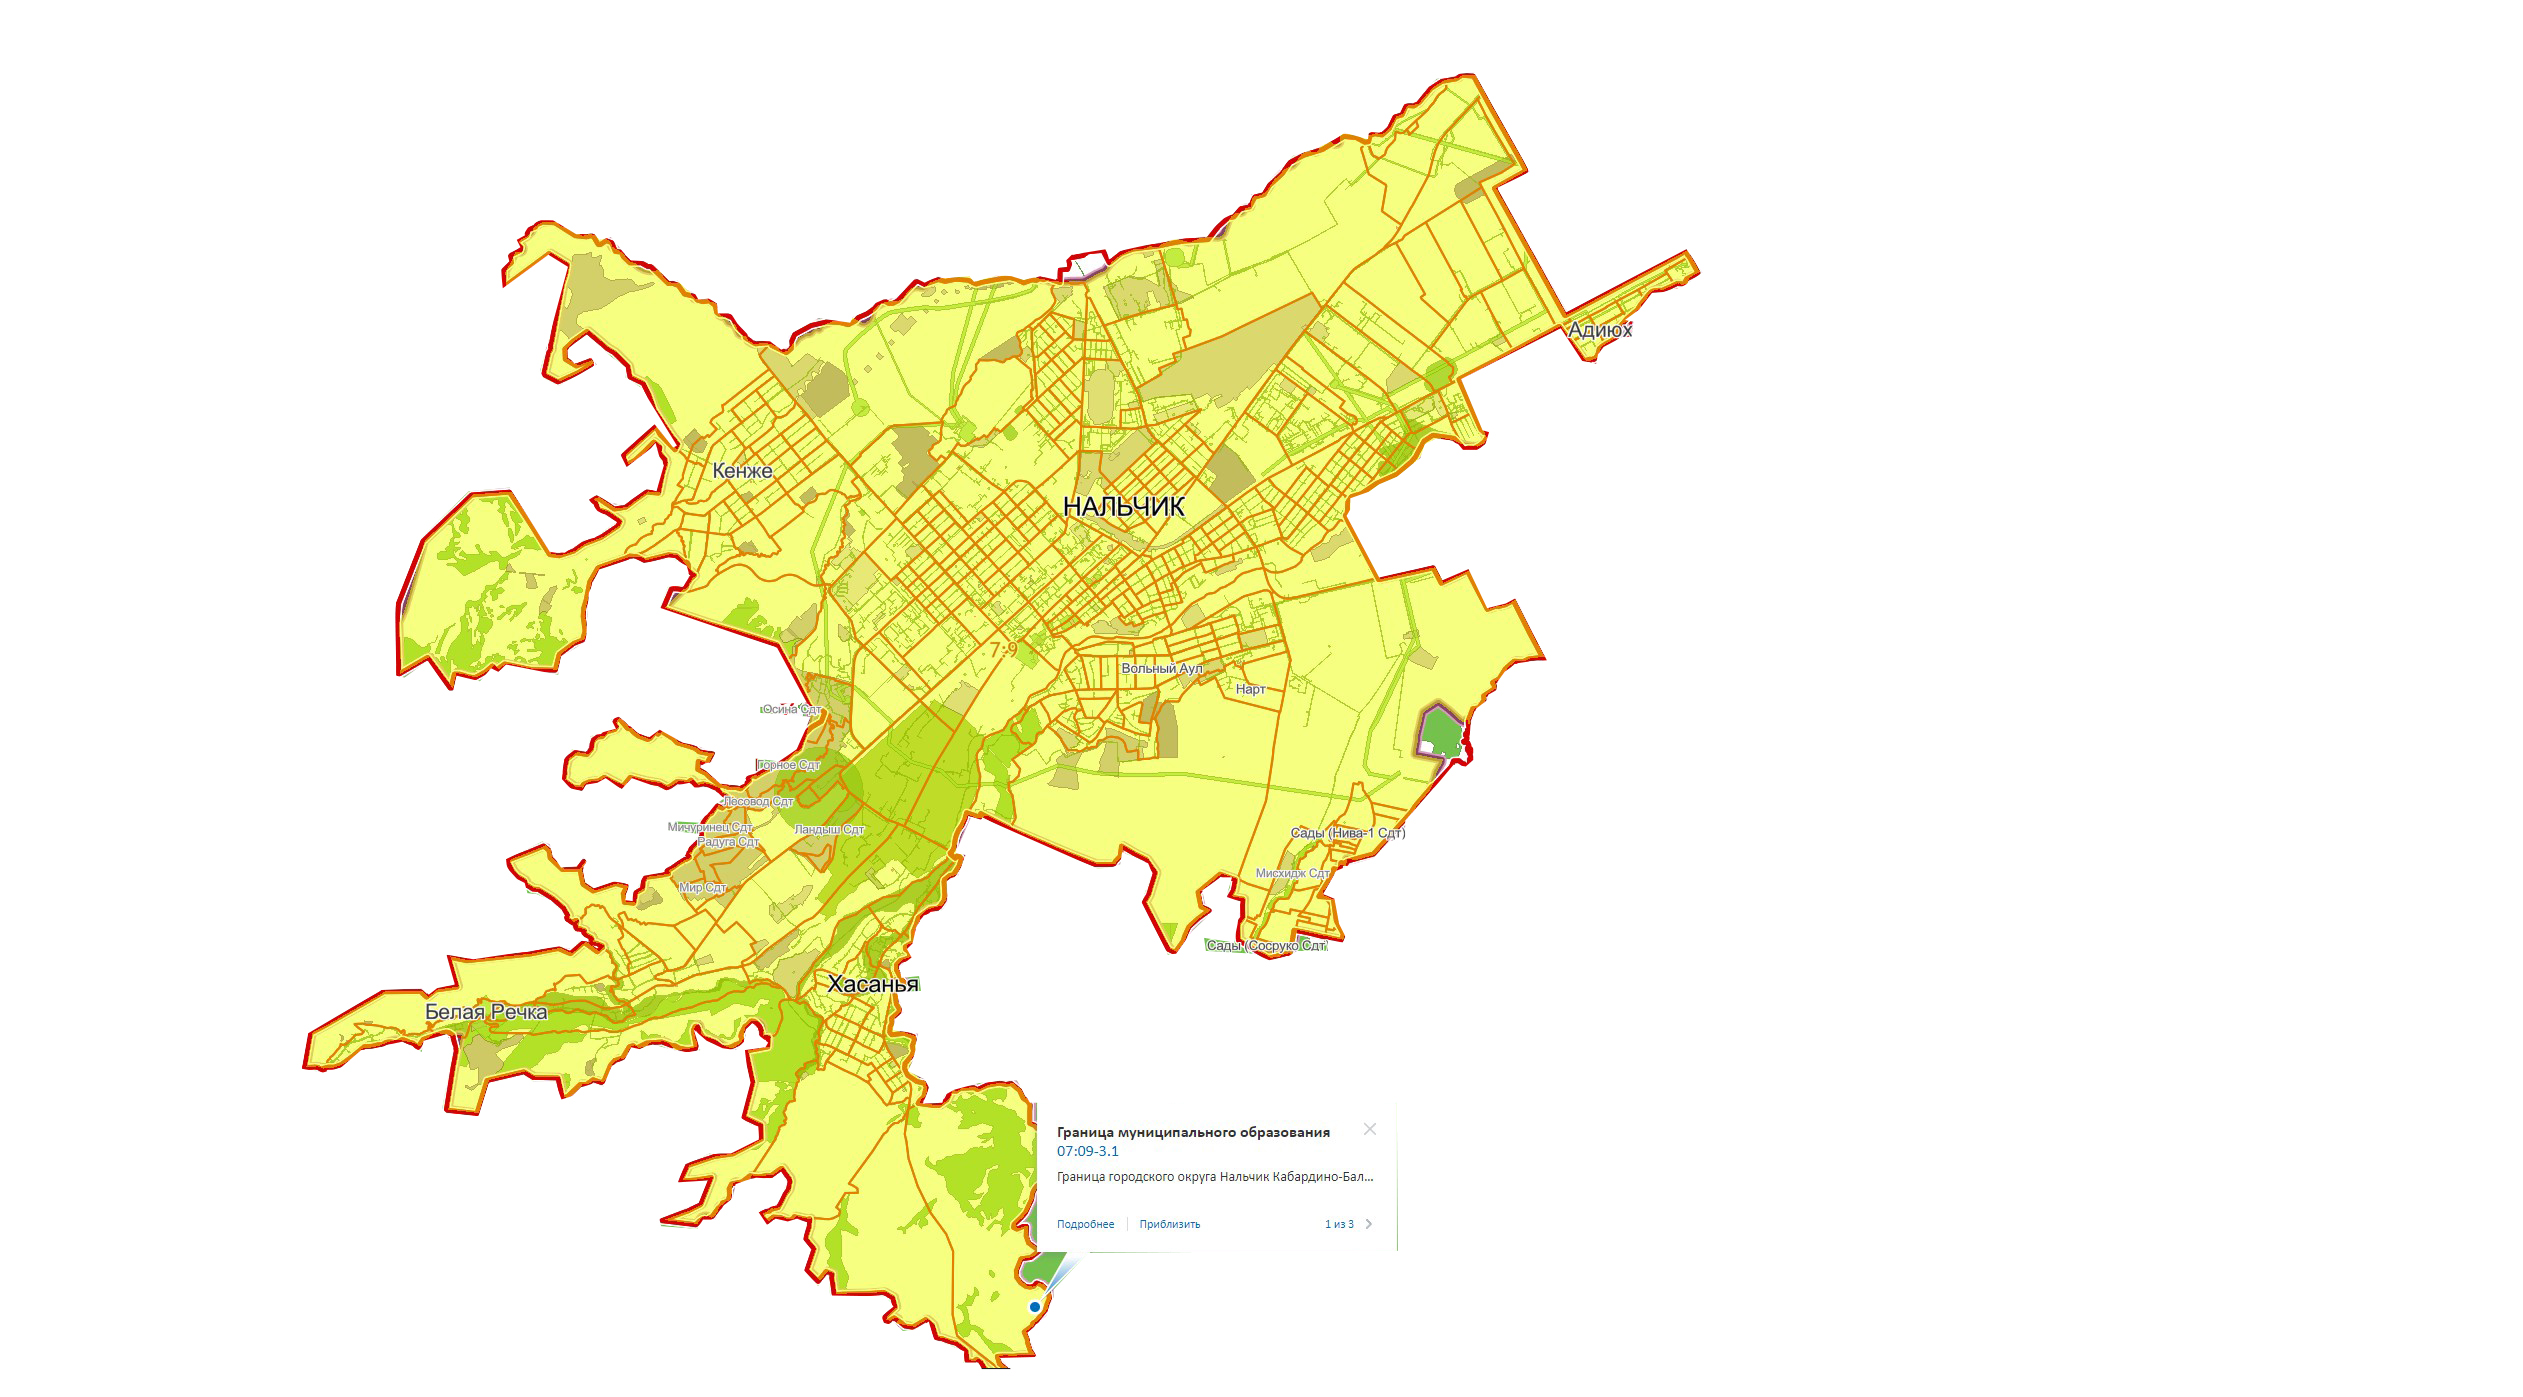 Адиюх
Кенже
НАЛЬЧИК
7:9
Вольный Аул
Нарт
Осина Сдт
Горное Сдт
Лесовод Сдт
Мичуринец Сдт
Ландыш Сдт
Радуга Сдт
Сады (Нива-1 Сдт)
Мисхидж Сдт
Мир Сдт
Сады (Сосруко Сдт
Хасанья
Белая Речка
Граница муниципального образования
07:09-3.1
Граница городского округа Нальчик Кабардино-Бал...
Подробнее Приблизить 1 из 3